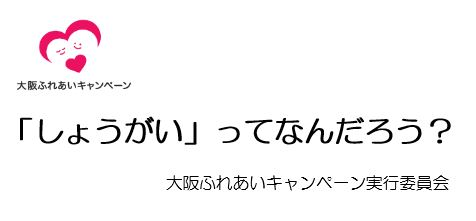 大阪ふれあいキャンペーン
「しょうがい」ってなんだろう？
大阪ふれあいキャンペーン実行委員会